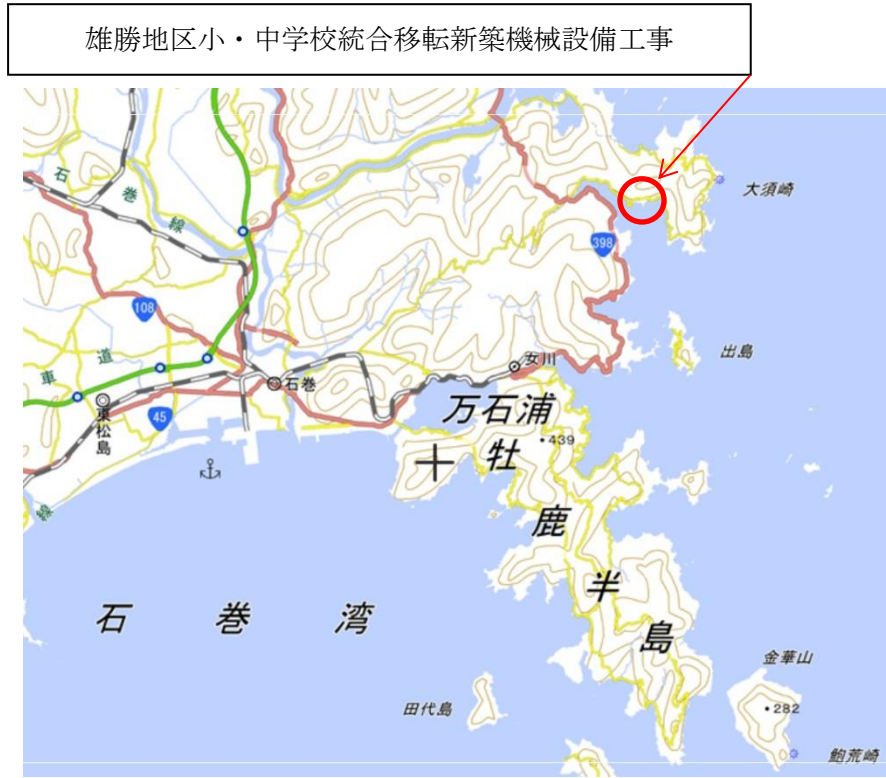 雄勝地区小・中学校統合移転新築機械設備工事
石巻線
大須崎
398
108
出島
女川
車道
石巻
万石浦
東松島
45
・439
牡鹿半島
線
石巻湾
金華山
田代島
・282
鮑荒崎